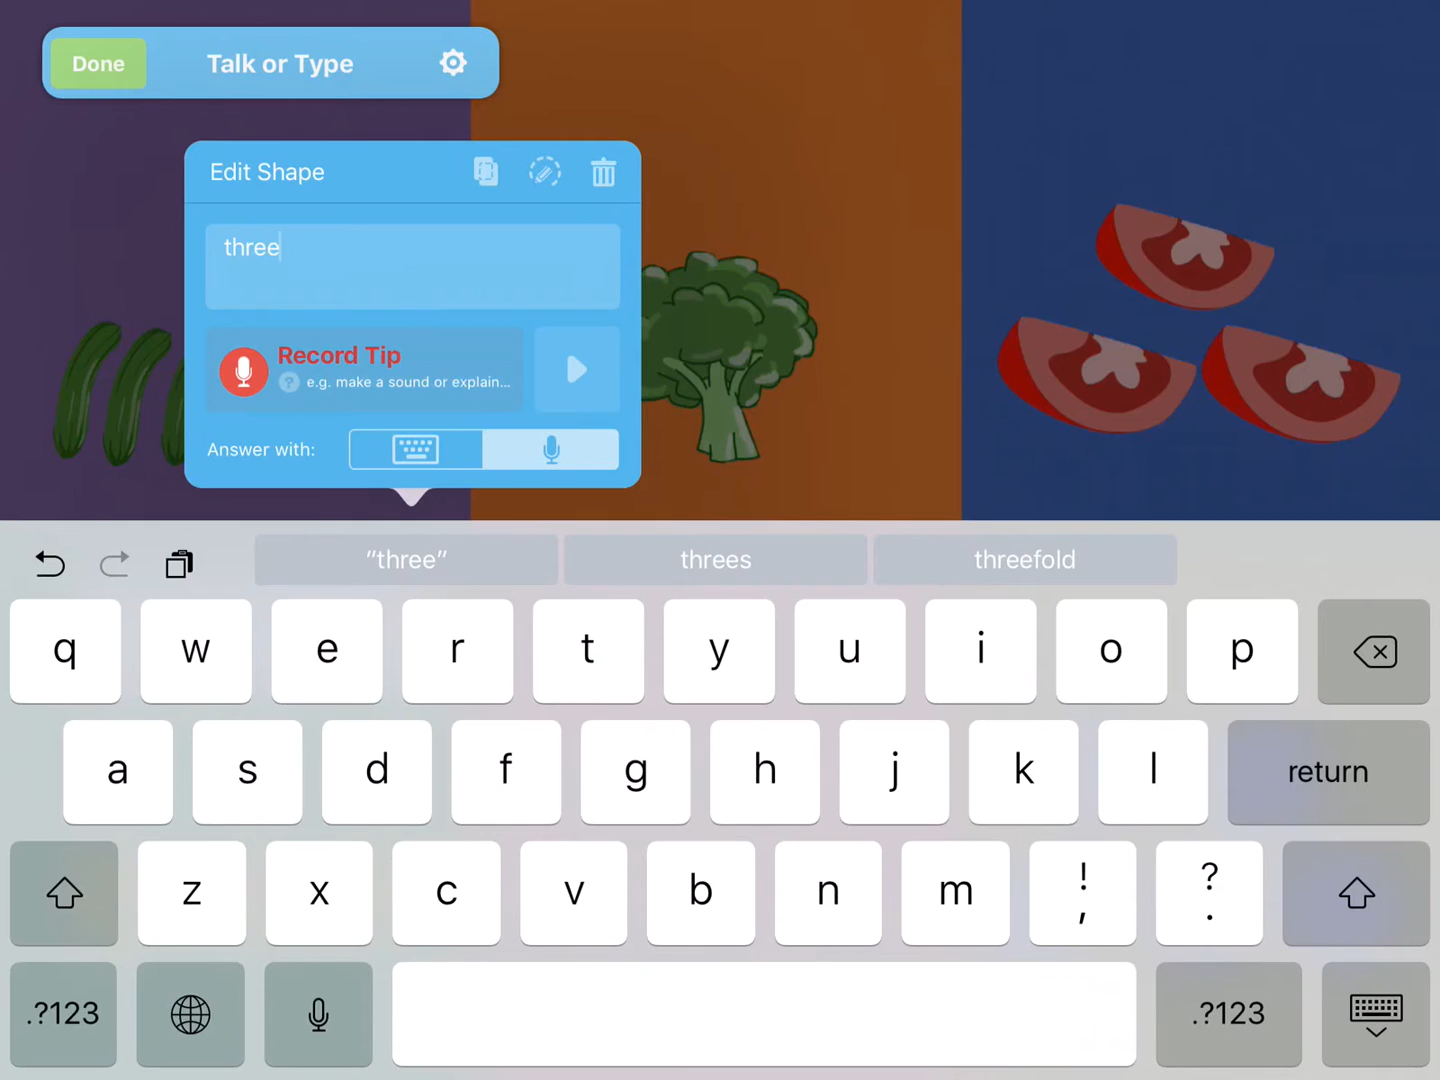 Done Talk or Type
Edit Shape
three
Record Tip
? e.g. make a sound or explain...
Answer with:
“three” threes threefold
q w e r t y u i o p
a s d f g h j k l return
z x c v b n m ! , ? .
.?123 .?123